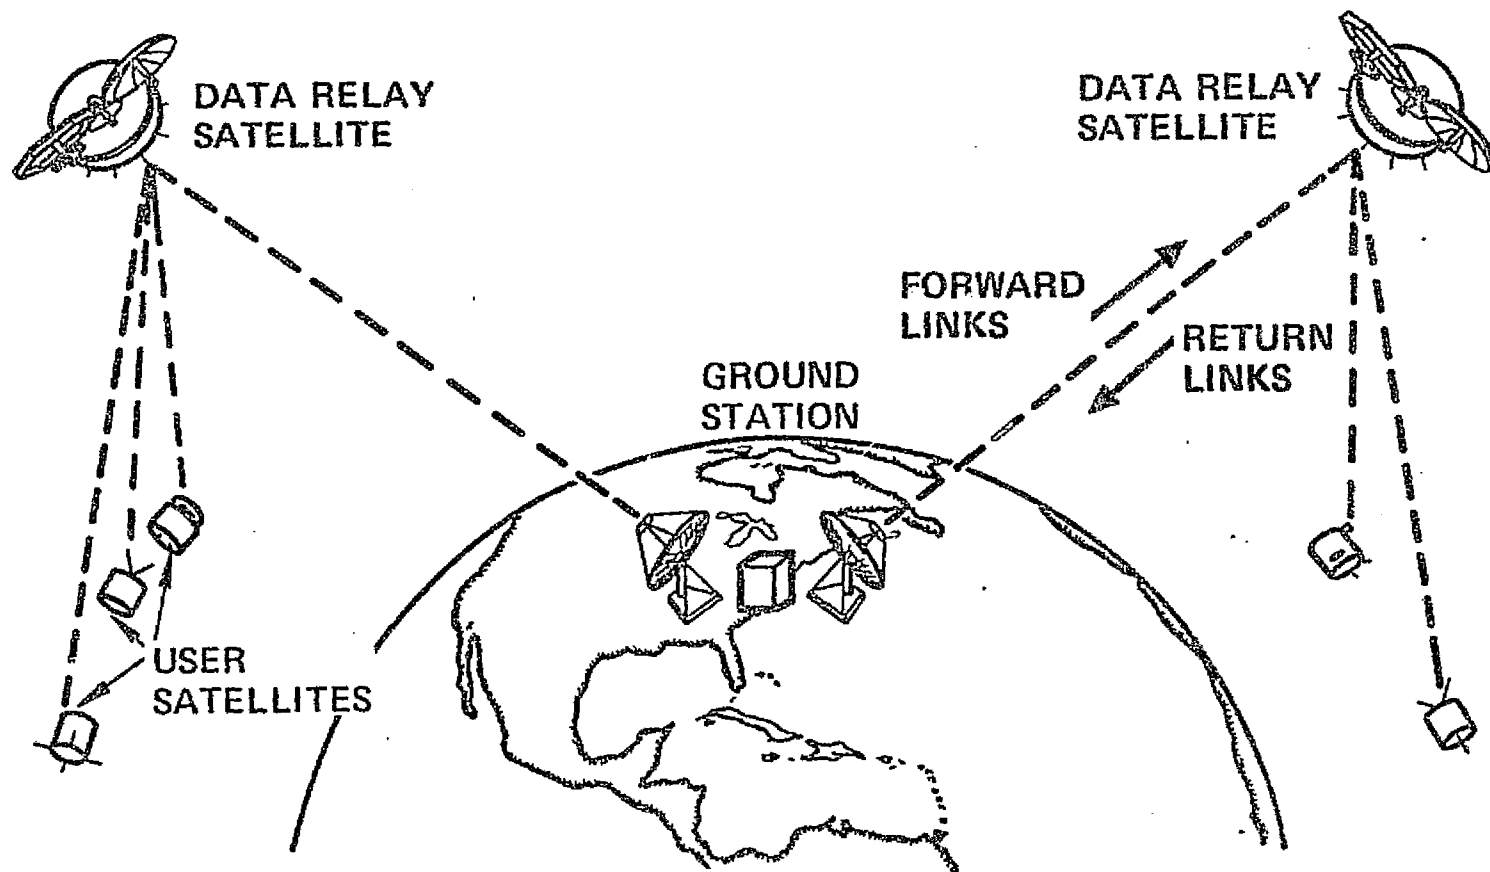 DATA RELAY
SATELLITE
DATA RELAY
SATELLITE
FORWARD
LINKS
RETURN
LINKS
GROUND
STATION
USER
SATELLITES